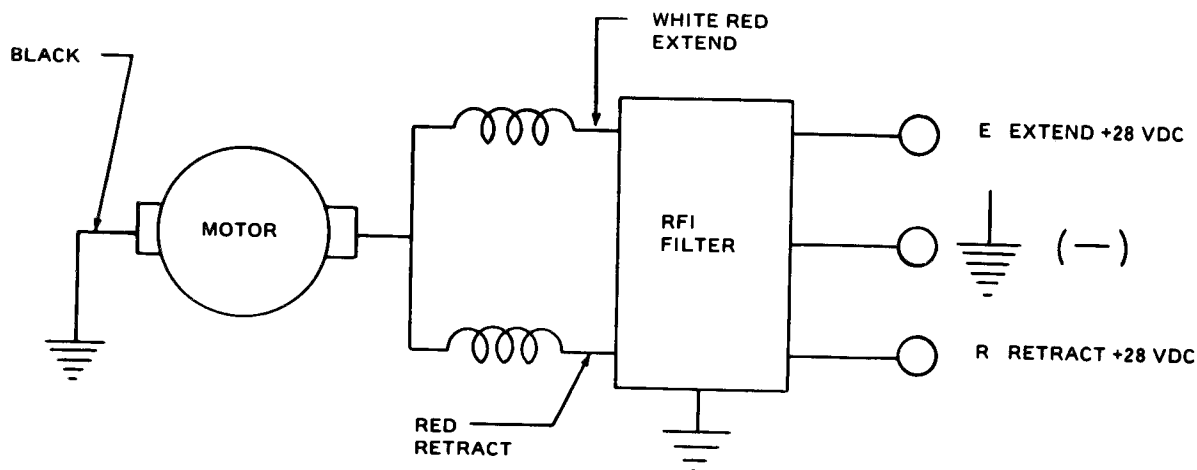 WHITE RED
EXTEND
BLACK
E EXTEND +28 VDC
MOTOR
RFI
FILTER
(—)
R RETRACT +28 VDC
RED
RETRACT